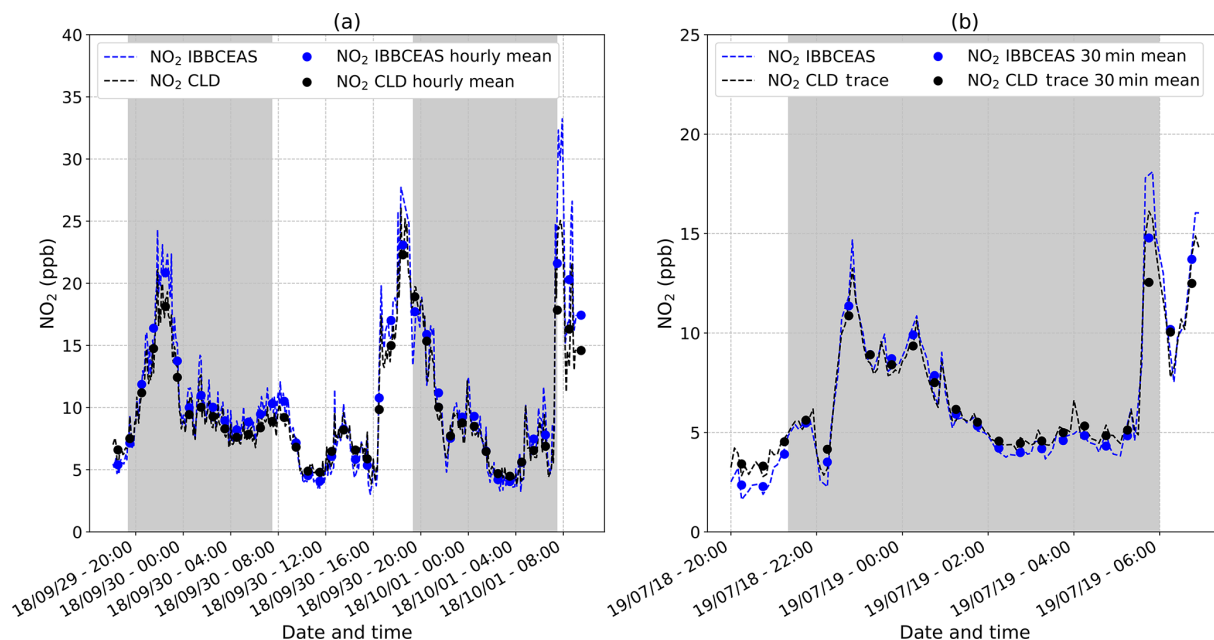 (a)
40
35
30
25
20
15
10
5
0
NO₂ (ppb)
NO₂ IBBCEAS
NO₂ CLD
NO₂ IBBCEAS hourly mean
NO₂ CLD hourly mean
18/09/29 - 20:00
18/09/30 - 00:00
18/09/30 - 04:00
18/09/30 - 08:00
18/09/30 - 12:00
18/09/30 - 16:00
18/09/30 - 20:00
18/10/01 - 00:00
18/10/01 - 04:00
18/10/01 - 08:00
Date and time
(b)
25
20
15
10
5
0
NO₂ (ppb)
NO₂ IBBCEAS
NO₂ CLD trace
NO₂ IBBCEAS 30 min mean
NO₂ CLD trace 30 min mean
19/07/18 - 20:00
19/07/18 - 22:00
19/07/19 - 00:00
19/07/19 - 02:00
19/07/19 - 04:00
19/07/19 - 06:00
Date and time